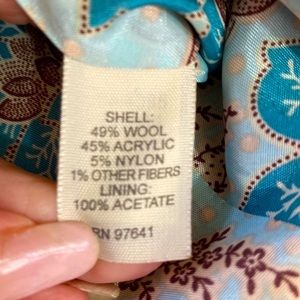 SHELL:
49% WOOL
45% ACRYLIC
5% NYLON
1% OTHER FIBERS
LINING:
100% ACETATE
RN 97641